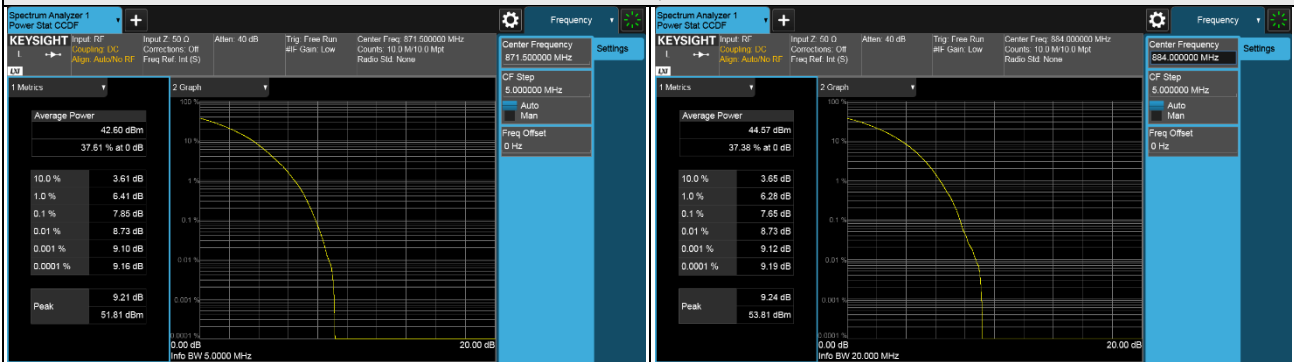 Spectrum Analyzer 1
Power Stat CCDF
+
Frequency
KEYSIGHT
L
LXI
Input: RF
Coupling: DC
Align: Auto/No RF
Input Z: 50 Ω
Corrections: Off
Freq Ref: Int (S)
Atten: 40 dB
Trig: Free Run
#IF Gain: Low
Center Freq: 871.500000 MHz
Counts: 10.0 M/10.0 Mpt
Radio Std: None
Center Frequency
871.500000 MHz
Settings
CF Step
5.000000 MHz
Auto
Man
Freq Offset
0 Hz
1 Metrics
Average Power
42.60 dBm
37.61 % at 0 dB
10.0 % 3.61 dB
1.0 % 6.41 dB
0.1 % 7.85 dB
0.01 % 8.73 dB
0.001 % 9.10 dB
0.0001 % 9.16 dB
Peak
9.21 dB
51.81 dBm
2 Graph
100 %
10 %
1 %
0.1 %
0.01 %
0.001 %
0.0001 %
0.00 dB 20.00 dB
Info BW 5.0000 MHz
Spectrum Analyzer 1
Power Stat CCDF
+
Frequency
KEYSIGHT
L
LXI
Input: RF
Coupling: DC
Align: Auto/No RF
Input Z: 50 Ω
Corrections: Off
Freq Ref: Int (S)
Atten: 40 dB
Trig: Free Run
#IF Gain: Low
Center Freq: 884.000000 MHz
Counts: 10.0 M/10.0 Mpt
Radio Std: None
Center Frequency
884.000000 MHz
Settings
CF Step
5.000000 MHz
Auto
Man
Freq Offset
0 Hz
1 Metrics
Average Power
44.57 dBm
37.38 % at 0 dB
10.0 % 3.65 dB
1.0 % 6.28 dB
0.1 % 7.65 dB
0.01 % 8.73 dB
0.001 % 9.12 dB
0.0001 % 9.19 dB
Peak
9.24 dB
53.81 dBm
2 Graph
100 %
10 %
1 %
0.1 %
0.01 %
0.001 %
0.0001 %
0.00 dB 20.00 dB
Info BW 20.000 MHz